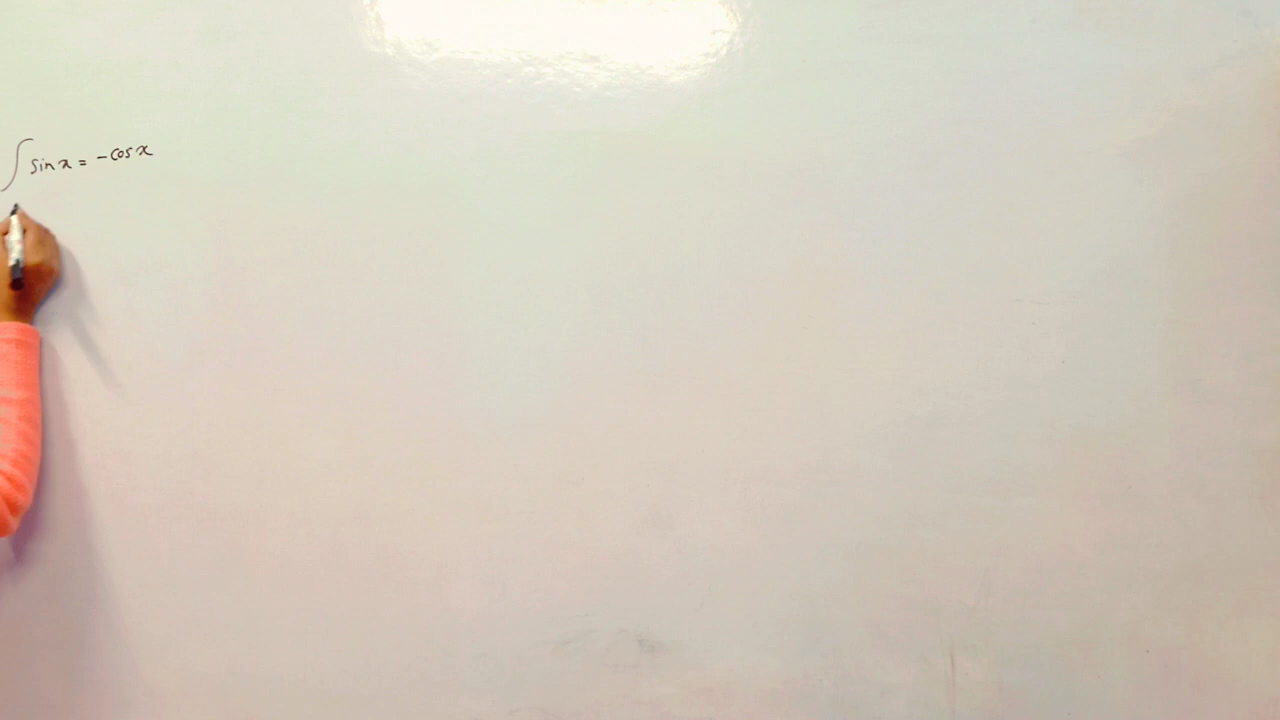 ∫ sin x = - cos x